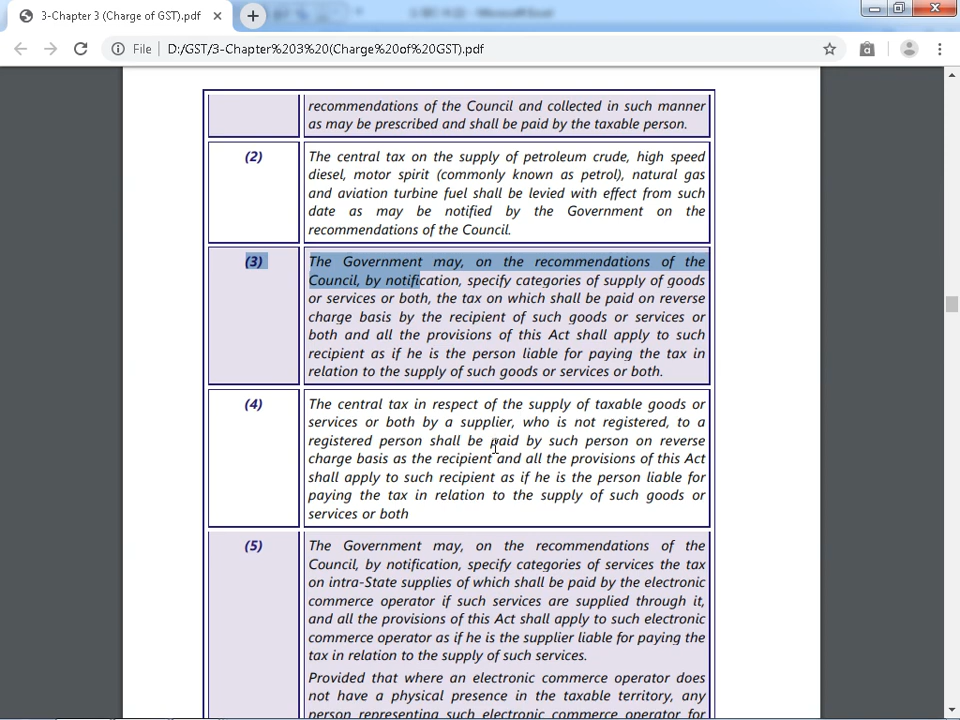 3-Chapter 3 (Charge of GST).pdf
File
D:/GST/3-Chapter%203%20(Charge%20of%20GST).pdf
recommendations of the Council and collected in such manner
as may be prescribed and shall be paid by the taxable person.
(2)
The central tax on the supply of petroleum crude, high speed
diesel, motor spirit (commonly known as petrol), natural gas
and aviation turbine fuel shall be levied with effect from such
date as may be notified by the Government on the
recommendations of the Council.
(3)
The Government may, on the recommendations of the
Council, by notification, specify categories of supply of goods
or services or both, the tax on which shall be paid on reverse
charge basis by the recipient of such goods or services or
both and all the provisions of this Act shall apply to such
recipient as if he is the person liable for paying the tax in
relation to the supply of such goods or services or both.
(4)
The central tax in respect of the supply of taxable goods or
services or both by a supplier, who is not registered, to a
registered person shall be paid by such person on reverse
charge basis as the recipient and all the provisions of this Act
shall apply to such recipient as if he is the person liable for
paying the tax in relation to the supply of such goods or
services or both
(5)
The Government may, on the recommendations of the
Council, by notification, specify categories of services the tax
on intra-State supplies of which shall be paid by the electronic
commerce operator if such services are supplied through it,
and all the provisions of this Act shall apply to such electronic
commerce operator as if he is the supplier liable for paying the
tax in relation to the supply of such services.
Provided that where an electronic commerce operator does
not have a physical presence in the taxable territory, any
person representing such electronic commerce operator for